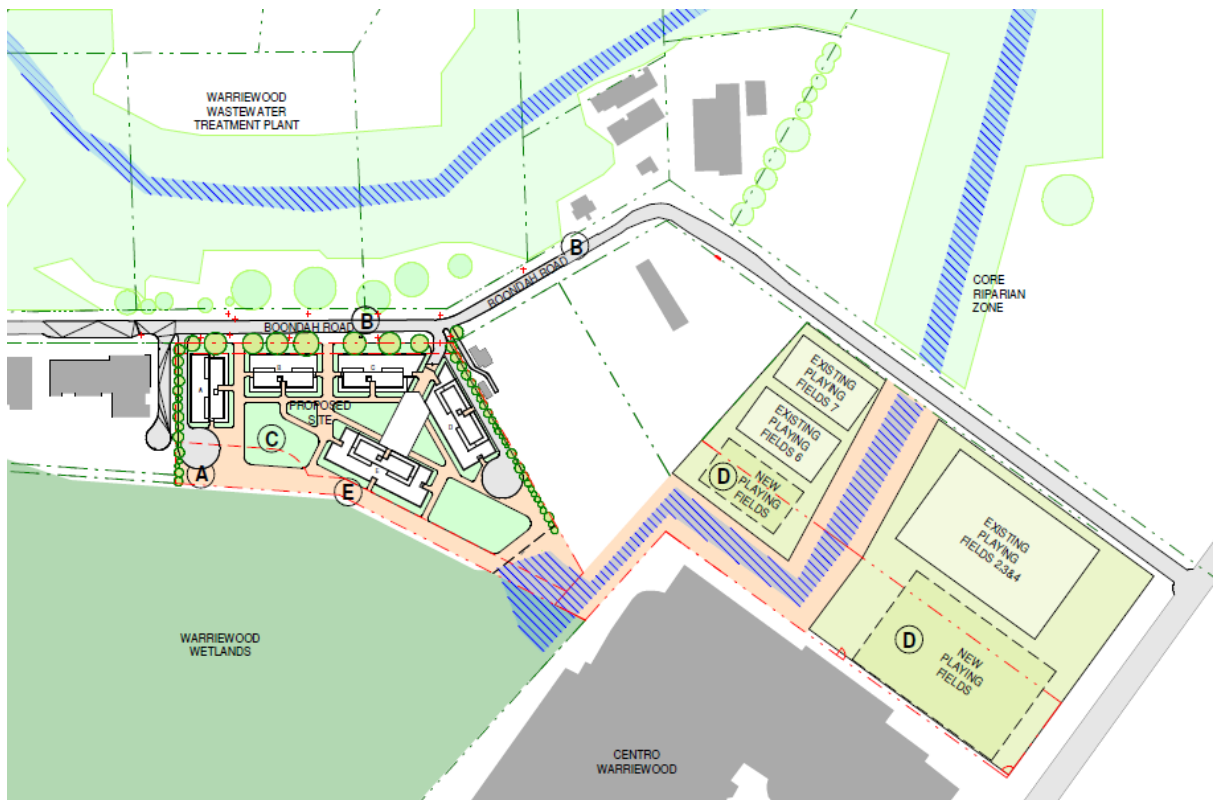 WARRIEWOOD
WASTEWATER
TREATMENT PLANT
B
BOONDAH ROAD
CORE
RIPARIAN
ZONE
B
BOONDAH ROAD
A
B
C
PROPOSED
SITE
D
C
E
A
E
EXISTING
PLAYING
FIELDS 7
EXISTING
PLAYING
FIELDS 6
D
NEW
PLAYING
FIELDS
EXISTING
PLAYING
FIELDS 2,3&4
D
NEW
PLAYING
FIELDS
WARRIEWOOD
WETLANDS
CENTRO
WARRIEWOOD